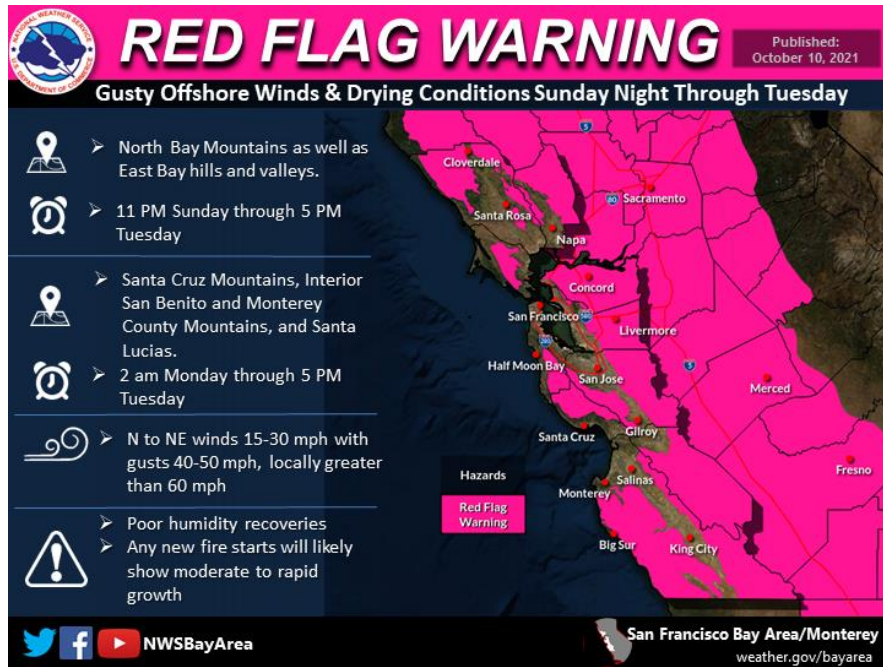 NATIONAL WEATHER SERVICE
U.S. DEPARTMENT OF COMMERCE
RED FLAG WARNING
Published:
October 10, 2021
Gusty Offshore Winds & Drying Conditions Sunday Night Through Tuesday
North Bay Mountains as well as
East Bay hills and valleys.
11 PM Sunday through 5 PM
Tuesday
Santa Cruz Mountains, Interior
San Benito and Monterey
County Mountains, and Santa
Lucias.
2 am Monday through 5 PM
Tuesday
N to NE winds 15-30 mph with
gusts 40-50 mph, locally greater
than 60 mph
Poor humidity recoveries
Any new fire starts will likely
show moderate to rapid
growth
5
Cloverdale
80
Sacramento
Santa Rosa
Napa
Concord
San Francisco
580
Livermore
280
5
Half Moon Bay
San Jose
Merced
Santa Cruz
Gilroy
Fresno
Salinas
Monterey
Big Sur
King City
Hazards
Red Flag
Warning
NWSBayArea
San Francisco Bay Area/Monterey
weather.gov/bayarea